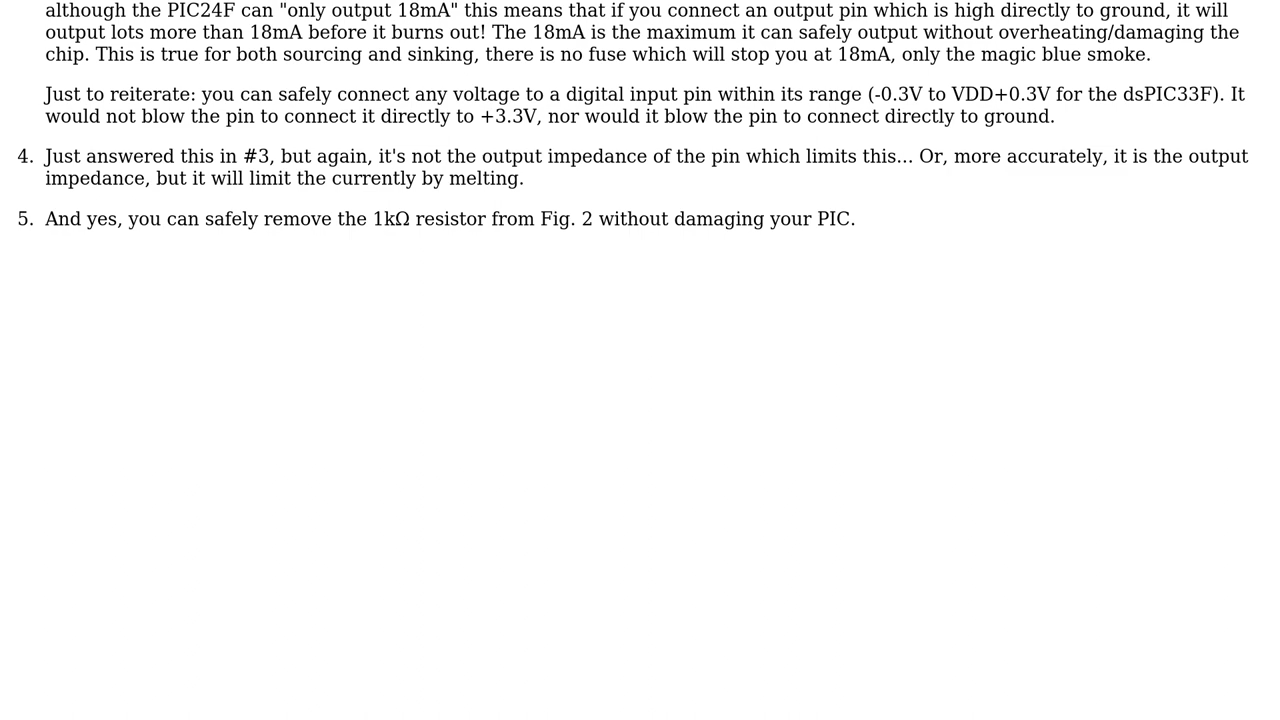 although the PIC24F can "only output 18mA" this means that if you connect an output pin which is high directly to ground, it will
output lots more than 18mA before it burns out! The 18mA is the maximum it can safely output without overheating/damaging the
chip. This is true for both sourcing and sinking, there is no fuse which will stop you at 18mA, only the magic blue smoke.
Just to reiterate: you can safely connect any voltage to a digital input pin within its range (-0.3V to VDD+0.3V for the dsPIC33F). It
would not blow the pin to connect it directly to +3.3V, nor would it blow the pin to connect directly to ground.
4. Just answered this in #3, but again, it's not the output impedance of the pin which limits this... Or, more accurately, it is the output
impedance, but it will limit the currently by melting.
5. And yes, you can safely remove the 1kΩ resistor from Fig. 2 without damaging your PIC.